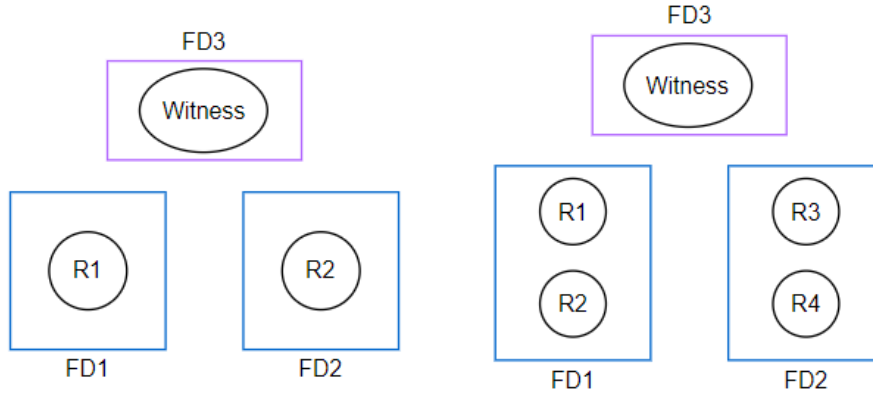 FD3
Witness
R1
R2
FD1
FD2
FD3
Witness
R1
R3
R2
R4
FD1
FD2